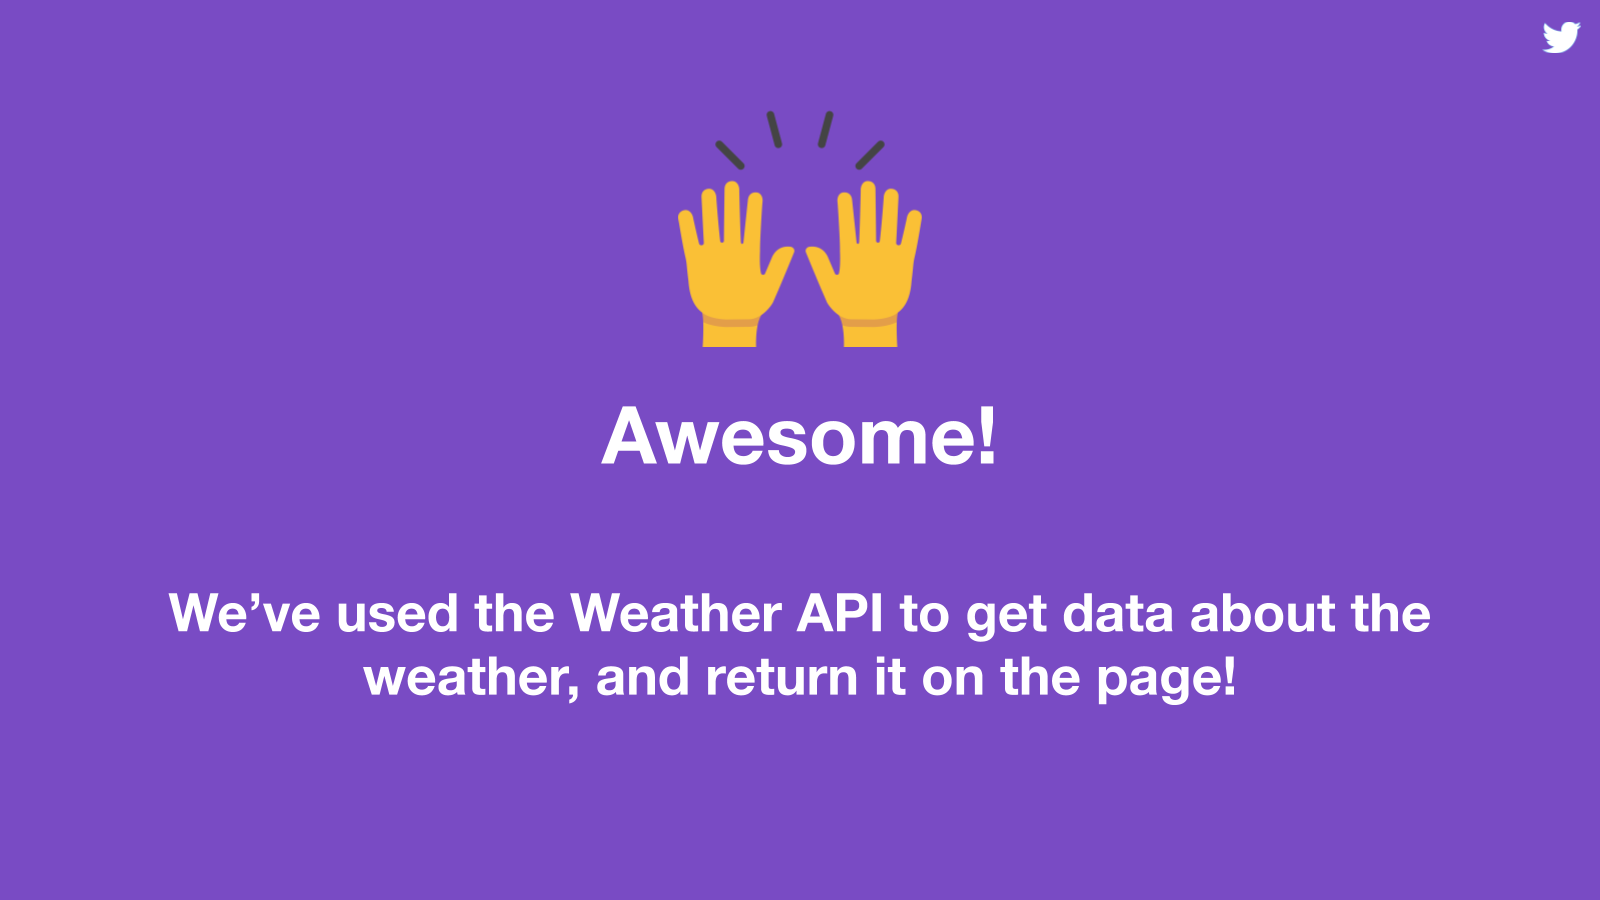 Awesome!
We’ve used the Weather API to get data about the
weather, and return it on the page!